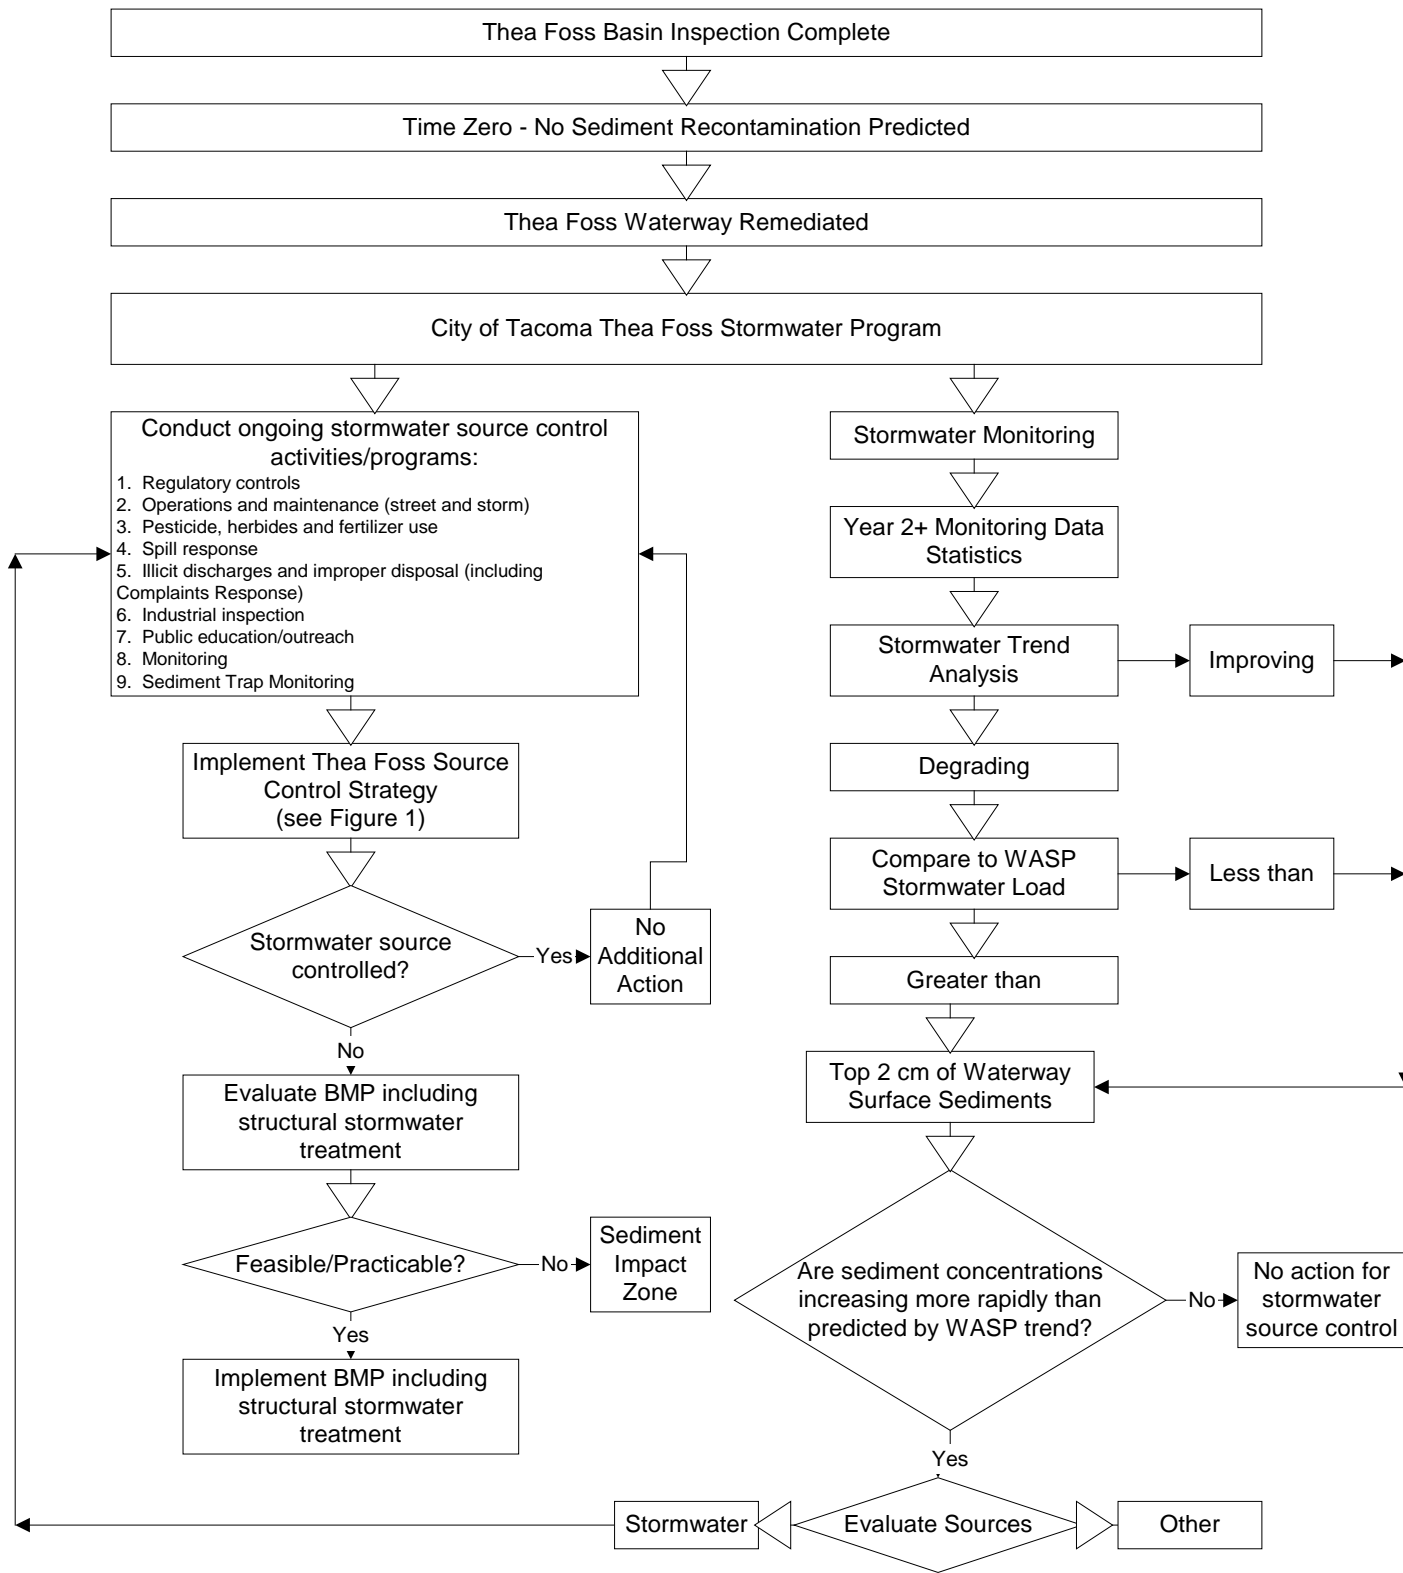 Thea Foss Basin Inspection Complete
Time Zero - No Sediment Recontamination Predicted
Thea Foss Waterway Remediated
City of Tacoma Thea Foss Stormwater Program
Conduct ongoing stormwater source control
activities/programs:
1. Regulatory controls
2. Operations and maintenance (street and storm)
3. Pesticide, herbides and fertilizer use
4. Spill response
5. Illicit discharges and improper disposal (including
Complaints Response)
6. Industrial inspection
7. Public education/outreach
8. Monitoring
9. Sediment Trap Monitoring
Implement Thea Foss Source
Control Strategy
(see Figure 1)
Stormwater source
controlled?
Yes
No
Additional
Action
No
Evaluate BMP including
structural stormwater
treatment
Feasible/Practicable?
No
Sediment
Impact
Zone
Yes
Implement BMP including
structural stormwater
treatment
Stormwater Monitoring
Year 2+ Monitoring Data
Statistics
Stormwater Trend
Analysis
Improving
Degrading
Compare to WASP
Stormwater Load
Less than
Greater than
Top 2 cm of Waterway
Surface Sediments
Are sediment concentrations
increasing more rapidly than
predicted by WASP trend?
No
No action for
stormwater
source control
Yes
Evaluate Sources
Stormwater
Other